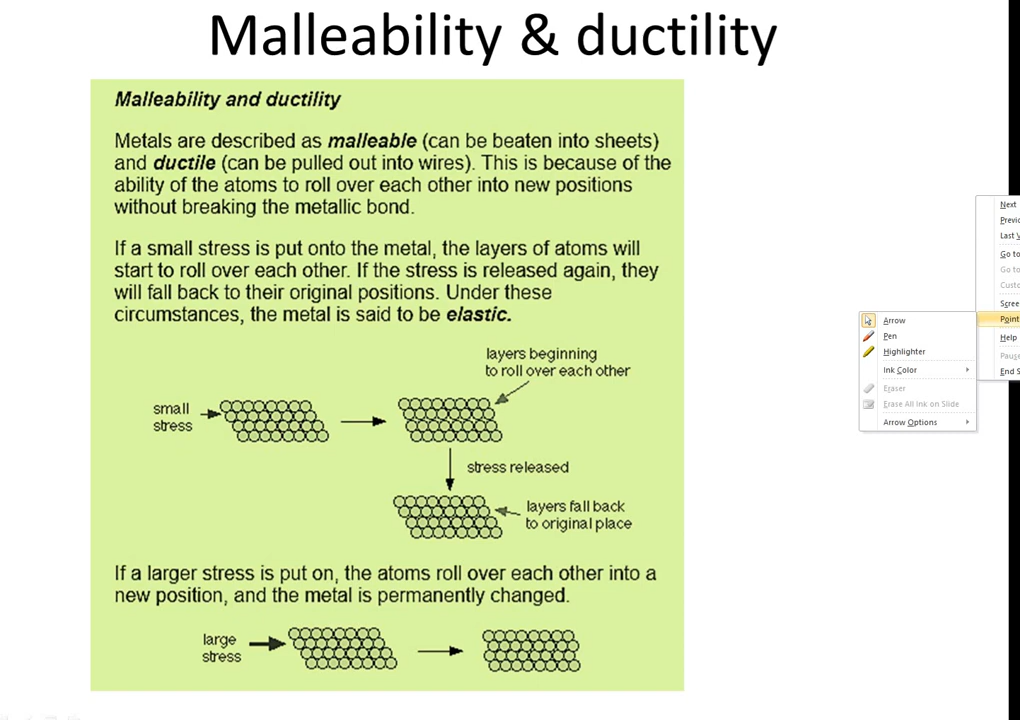 Malleability & ductility
Malleability and ductility
Metals are described as malleable (can be beaten into sheets)
and ductile (can be pulled out into wires). This is because of the
ability of the atoms to roll over each other into new positions
without breaking the metallic bond.
If a small stress is put onto the metal, the layers of atoms will
start to roll over each other. If the stress is released again, they
will fall back to their original positions. Under these
circumstances, the metal is said to be elastic.
layers beginning
to roll over each other
small
stress
stress released
layers fall back
to original place
If a larger stress is put on, the atoms roll over each other into a
new position, and the metal is permanently changed.
large
stress
Next
Previ
Last V
Go to
Go to
Custo
Scree
Point
Help
Paus
End S
Arrow
Pen
Highlighter
Ink Color
Eraser
Erase All Ink on Slide
Arrow Options